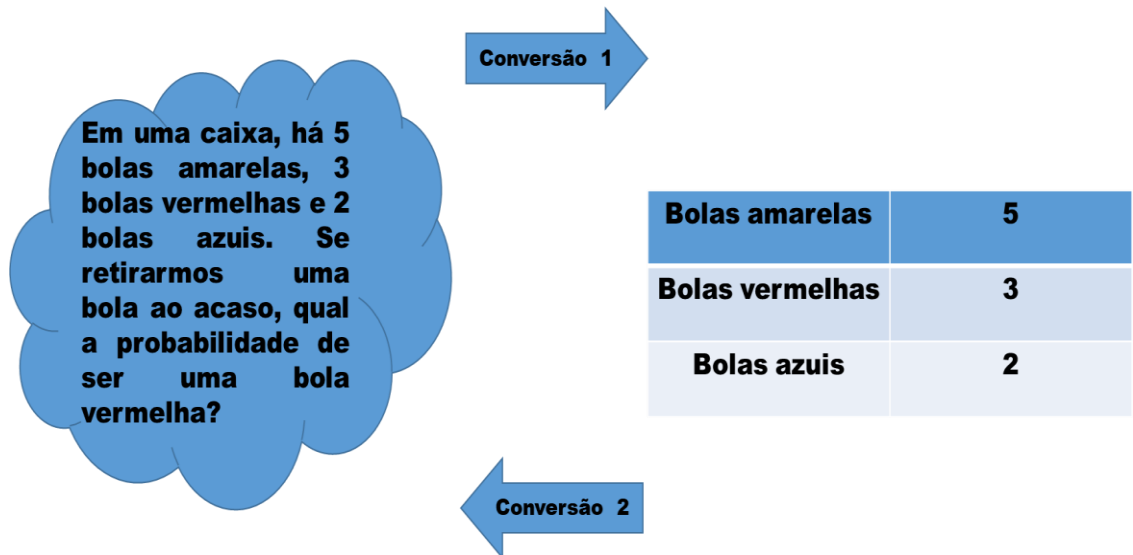 Conversão 1
Em uma caixa, há 5
bolas amarelas, 3
bolas vermelhas e 2
bolas azuis. Se
retirarmos uma
bola ao acaso, qual
a probabilidade de
ser uma bola
vermelha?
Bolas amarelas 5
Bolas vermelhas 3
Bolas azuis 2
Conversão 2